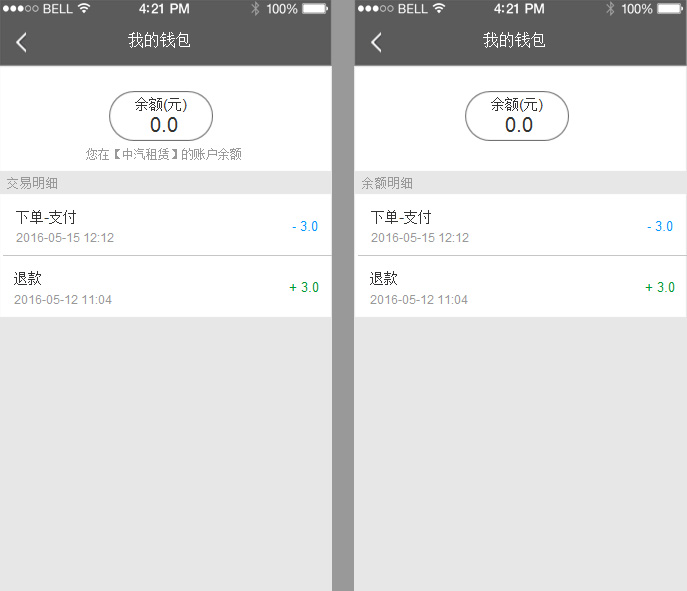 BELL 4:21 PM 100%
我的钱包
余额(元)
0.0
您在【中汽租赁】的账户余额
交易明细
下单-支付
2016-05-15 12:12
- 3.0
退款
2016-05-12 11:04
+ 3.0
BELL 4:21 PM 100%
我的钱包
余额(元)
0.0
余额明细
下单-支付
2016-05-15 12:12
- 3.0
退款
2016-05-12 11:04
+ 3.0